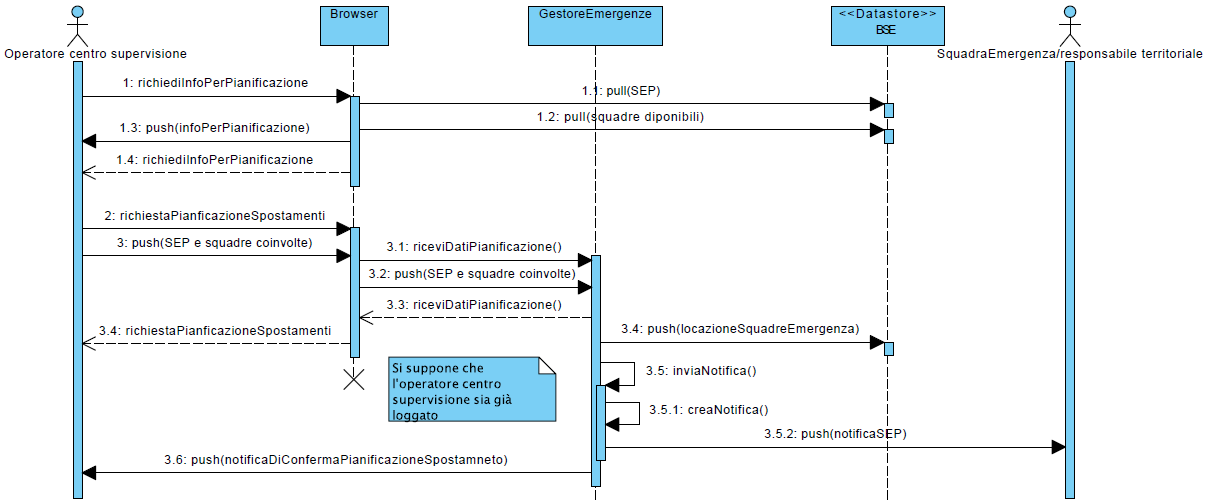 Browser
GestoreEmergenze
<<Datastore>>
BSE
Operatore centro supervisione
SquadraEmergenza/responsabile territoriale
1: richiediInfoPerPianificazione
1.1: pull(SEP)
1.2: pull(squadre diponibili)
1.3: push(infoPerPianificazione)
1.4: richiediInfoPerPianificazione
2: richiestaPianficazioneSpostamenti
3: push(SEP e squadre coinvolte)
3.1: riceviDatiPianificazione()
3.2: push(SEP e squadre coinvolte)
3.3: riceviDatiPianificazione()
3.4: richiestaPianficazioneSpostamenti
3.4: push(locazioneSquadreEmergenza)
Si suppone che
l'operatore centro
supervisione sia già
loggato
3.5: inviaNotifica()
3.5.1: creaNotifica()
3.5.2: push(notificaSEP)
3.6: push(notificaDiConfermaPianificazioneSpostamneto)